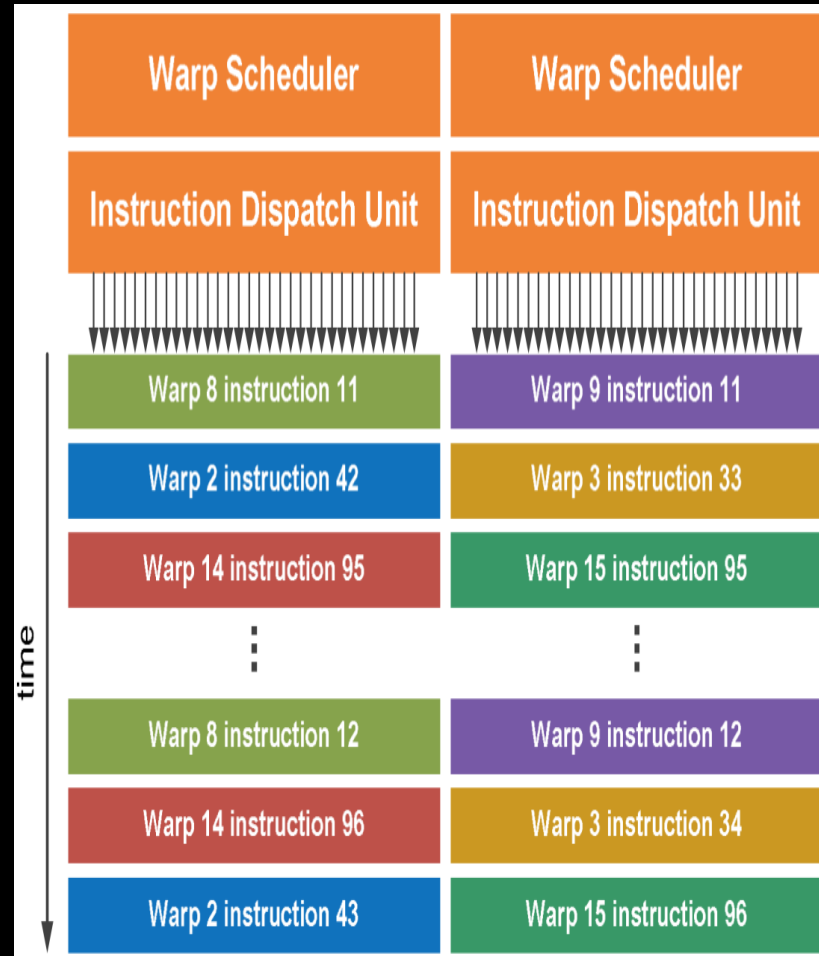 Warp Scheduler
Warp Scheduler
Instruction Dispatch Unit
Instruction Dispatch Unit
Warp 8 instruction 11
Warp 9 instruction 11
Warp 2 instruction 42
Warp 3 instruction 33
Warp 14 instruction 95
Warp 15 instruction 95
time
Warp 8 instruction 12
Warp 9 instruction 12
Warp 14 instruction 96
Warp 3 instruction 34
Warp 2 instruction 43
Warp 15 instruction 96